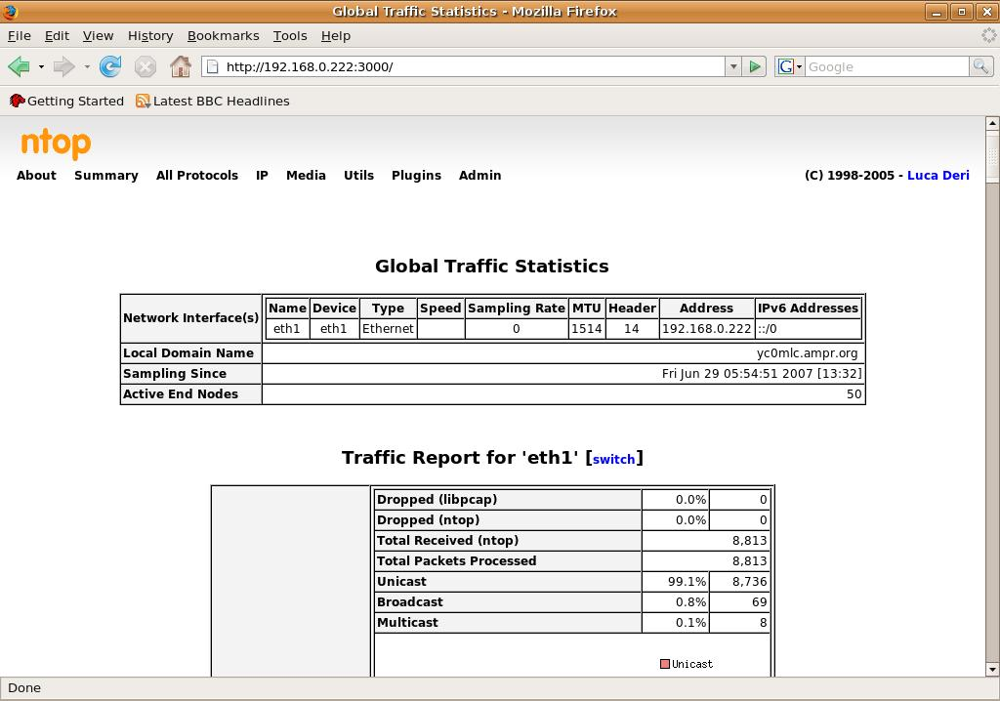 Global Traffic Statistics - Mozilla Firefox
File Edit View History Bookmarks Tools Help
http://192.168.0.222:3000/
G Google
Getting Started Latest BBC Headlines
ntop
About Summary All Protocols IP Media Utils Plugins Admin (C) 1998-2005 - Luca Deri
Global Traffic Statistics
Network Interface(s)
Name Device Type Speed Sampling Rate MTU Header Address IPv6 Addresses
eth1 eth1 Ethernet 0 1514 14 192.168.0.222 ::/0
Local Domain Name yc0mlc.ampr.org
Sampling Since Fri Jun 29 05:54:51 2007 [13:32]
Active End Nodes 50
Traffic Report for 'eth1' [switch]
Dropped (libpcap) 0.0% 0
Dropped (ntop) 0.0% 0
Total Received (ntop) 8,813
Total Packets Processed 8,813
Unicast 99.1% 8,736
Broadcast 0.8% 69
Multicast 0.1% 8
Unicast
Done